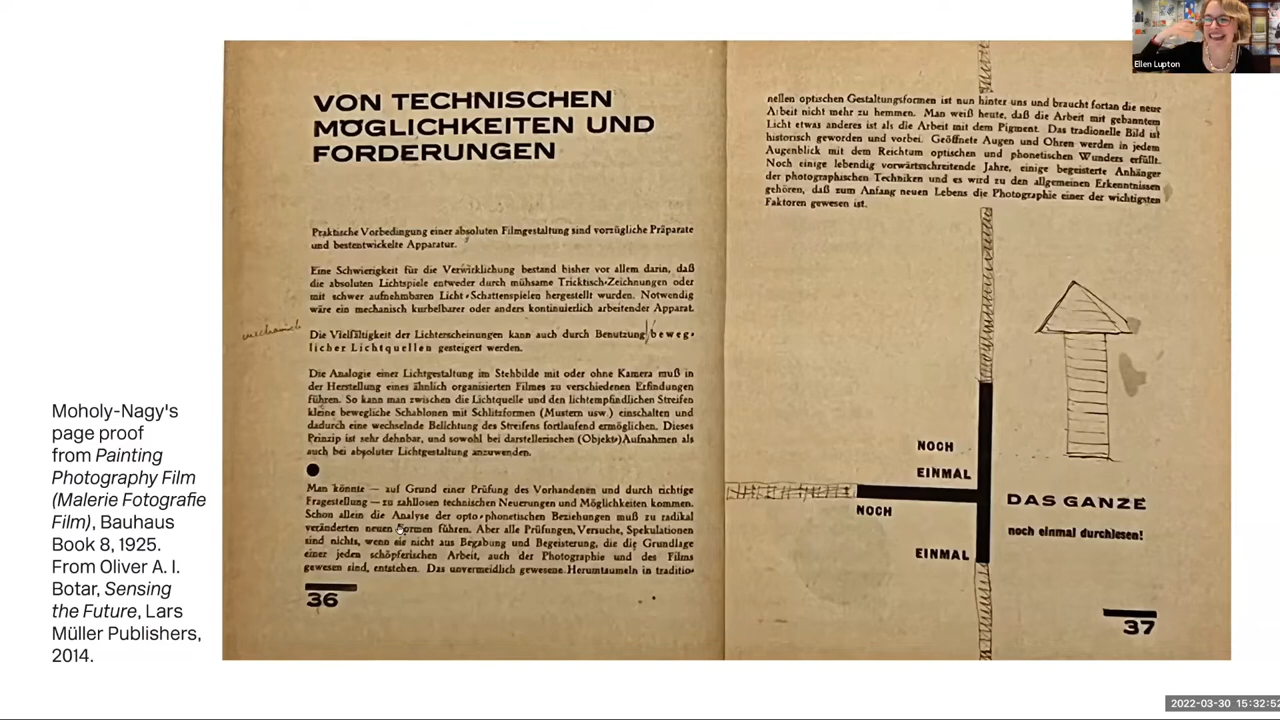 Ellen Lupton
VON TECHNISCHEN
MÖGLICHKEITEN UND
FORDERUNGEN
Praktische Vorbedingung einer absoluten Filmgestaltung sind vorzügliche Präparate
und bestentwickelte Apparatur.
Eine Schwierigkeit für die Verwirklichung bestand bisher vor allem darin, daß
die absoluten Lichtspiele entweder durch mühsame Tricktisch-Zeichnungen oder
mit schwer aufnehmbaren Licht-Schattenspielen hergestellt wurden. Notwendig
wäre ein mechanisch kurbelbarer oder anders kontinuierlich arbeitender Apparat.
mechanisch
Die Vielfältigkeit der Lichterscheinungen kann auch durch Benutzung beweg-
licher Lichtquellen gesteigert werden.
Die Analogie einer Lichtgestaltung im Stehbilde mit oder ohne Kamera muß in
der Herstellung eines ähnlich organisierten Filmes zu verschiedenen Erfindungen
führen. So kann man zwischen die Lichtquelle und den lichtempfindlichen Streifen
kleine bewegliche Schablonen mit Schlitzformen (Mustern usw.) einschalten und
dadurch eine wechselnde Belichtung des Streifens fortlaufend ermöglichen. Dieses
Prinzip ist sehr dehnbar, und sowohl bei darstellerischen (Objekt-)Aufnahmen als
auch bei absoluter Lichtgestaltung anzuwenden.
Man könnte — auf Grund einer Prüfung des Vorhandenen und durch richtige
Fragestellung — zu zahllosen technischen Neuerungen und Möglichkeiten kommen.
Schon allein die Analyse der opto-phonetischen Beziehungen muß zu radikal
veränderten neuen Formen führen. Aber alle Prüfungen, Versuche, Spekulationen
sind nichts, wenn sie nicht aus Begabung und Begeisterung, die die Grundlage
einer jeden schöpferischen Arbeit, auch der Photographie und des Films
gewesen sind, entstehen. Das unvermeidlich gewesene Herumtaumeln in traditio-
36
nellen optischen Gestaltungsformen ist nun hinter uns und braucht fortan die neue
Arbeit nicht mehr zu hemmen. Man weiß heute, daß die Arbeit mit gebanntem
Licht etwas anderes ist als die Arbeit mit dem Pigment. Das tradionelle Bild ist
historisch geworden und vorbei. Geöffnete Augen und Ohren werden in jedem
Augenblick mit dem Reichtum optischen und phonetischen Wunders erfüllt.
Noch einige lebendig vorwärtsschreitende Jahre, einige begeisterte Anhänger
der photographischen Techniken und es wird zu den allgemeinen Erkenntnissen
gehören, daß zum Anfang neuen Lebens die Photographie einer der wichtigsten
Faktoren gewesen ist.
NOCH
EINMAL
NOCH
EINMAL
DAS GANZE
noch einmal durchlesen!
37
Moholy-Nagy's
page proof
from Painting
Photography Film
(Malerie Fotografie
Film), Bauhaus
Book 8, 1925.
From Oliver A. I.
Botar, Sensing
the Future, Lars
Müller Publishers,
2014.
2022-03-30 15:32:52